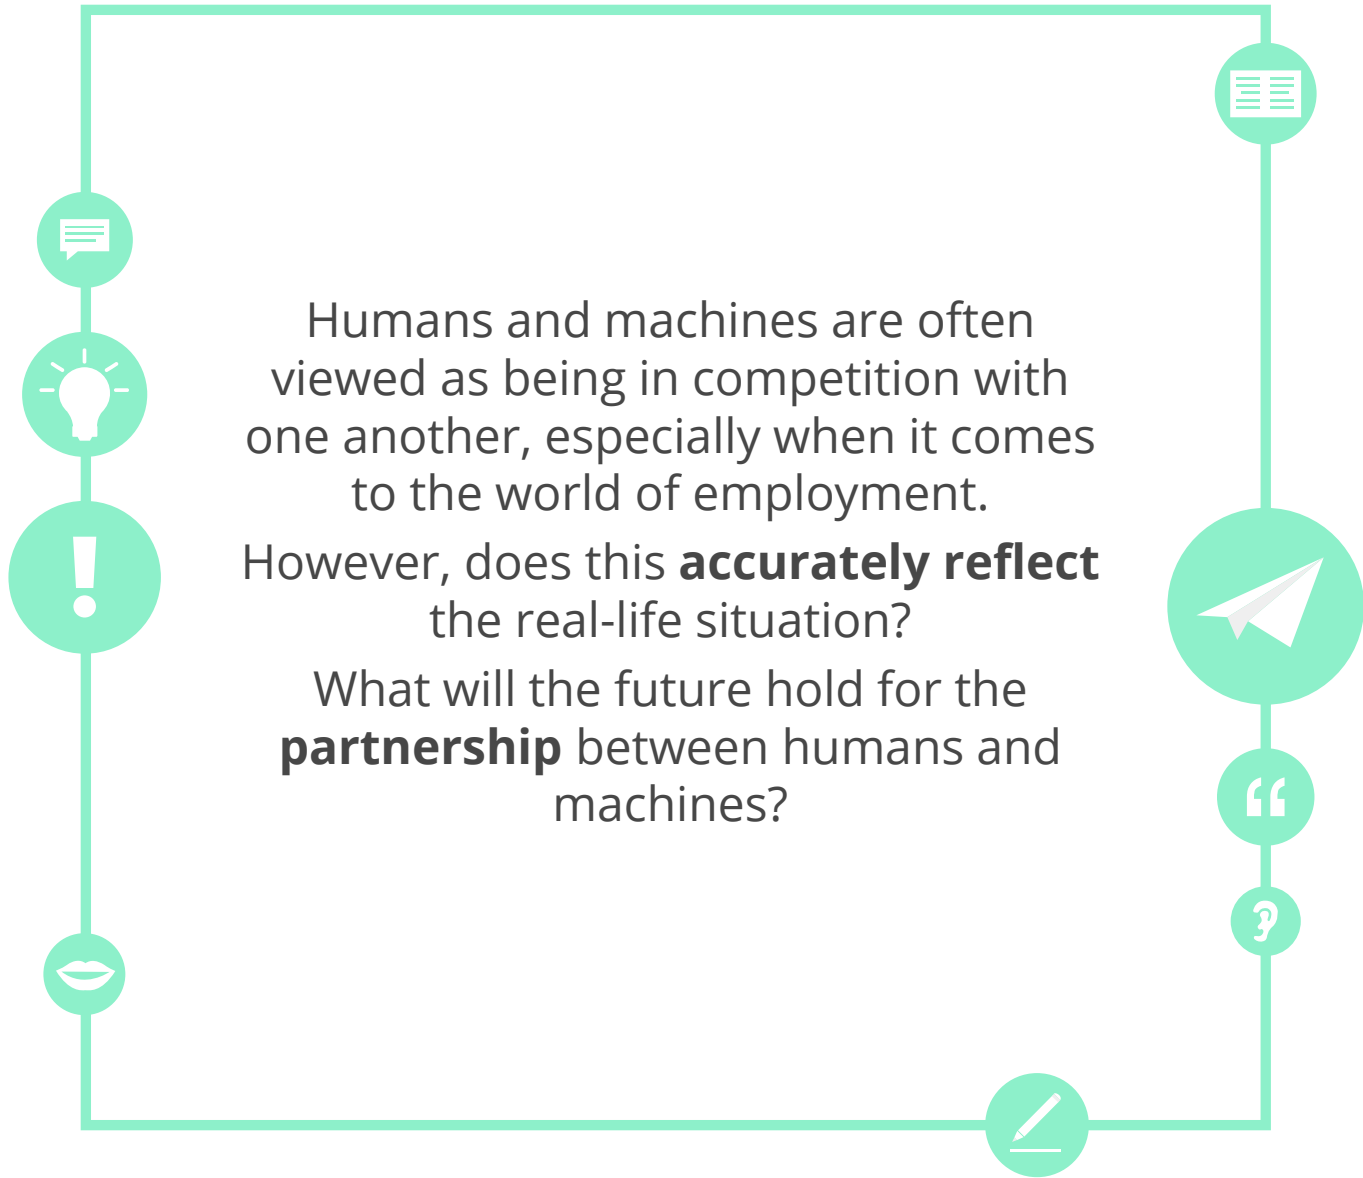 Humans and machines are often
viewed as being in competition with
one another, especially when it comes
to the world of employment.
However, does this accurately reflect
the real-life situation?
What will the future hold for the
partnership between humans and
machines?